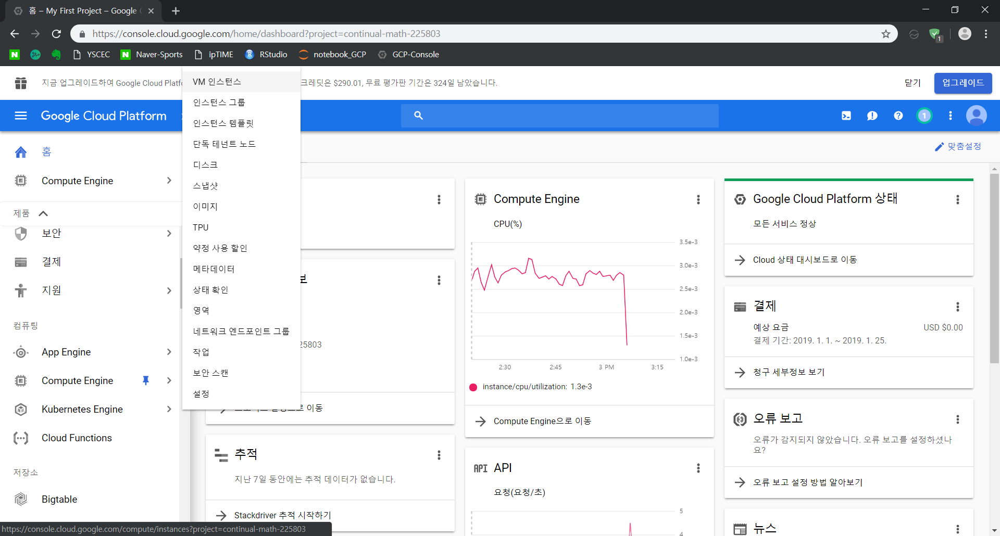 홈 – My First Project – Google C
https://console.cloud.google.com/home/dashboard?project=continual-math-225803
1
YSCEC
Naver-Sports
ipTIME
RStudio
notebook_GCP
GCP-Console
지금 업그레이드하여 Google Cloud Platf
크레딧은 $290.01, 무료 평가판 기간은 324일 남았습니다.
닫기
업그레이드
Google Cloud Platform
1
맞춤설정
홈
Compute Engine
제품
보안
결제
지원
컴퓨팅
App Engine
Compute Engine
Kubernetes Engine
Cloud Functions
저장소
Bigtable
VM 인스턴스
인스턴스 그룹
인스턴스 템플릿
단독 테넌트 노드
디스크
스냅샷
이미지
TPU
약정 사용 할인
메타데이터
상태 확인
영역
네트워크 엔드포인트 그룹
작업
보안 스캔
설정
보
25803
이동
추적
지난 7일 동안에는 추적 데이터가 없습니다.
Stackdriver 추적 시작하기
Compute Engine
CPU(%)
3.5e-3
3.0e-3
2.5e-3
2.0e-3
1.5e-3
1.0e-3
2:30
2:45
3 PM
3:15
instance/cpu/utilization: 1.3e-3
Compute Engine으로 이동
API
API
요청(요청/초)
5
4
Google Cloud Platform 상태
모든 서비스 정상
Cloud 상태 대시보드로 이동
결제
예상 요금
USD $0.00
결제 기간: 2019. 1. 1. ~ 2019. 1. 25.
청구 세부정보 보기
오류 보고
오류가 감지되지 않았습니다. 오류 보고를 설정하셨나
요?
오류 보고 설정 방법 알아보기
뉴스
https://console.cloud.google.com/compute/instances?project=continual-math-225803